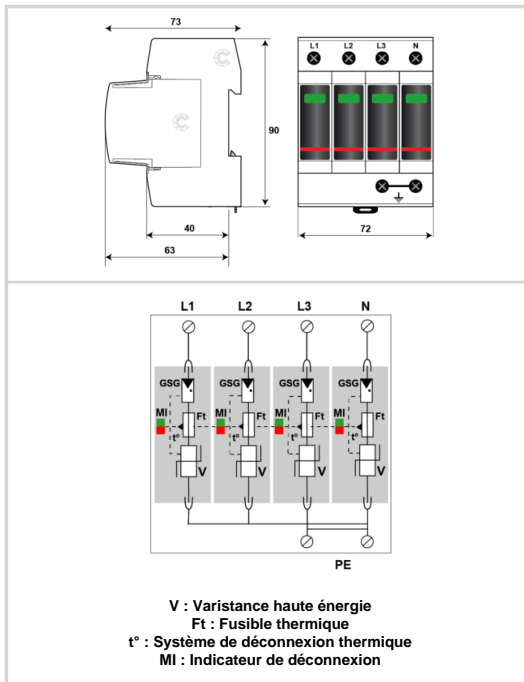 73
90
40
63
L1 L2 L3 N
72
L1 L2 L3 N
GSG GSG GSG GSG
MI Ft MI Ft MI Ft MI Ft
t° t° t° t°
V V V V
PE
V : Varistance haute énergie
Ft : Fusible thermique
t° : Système de déconnexion thermique
MI : Indicateur de déconnexion